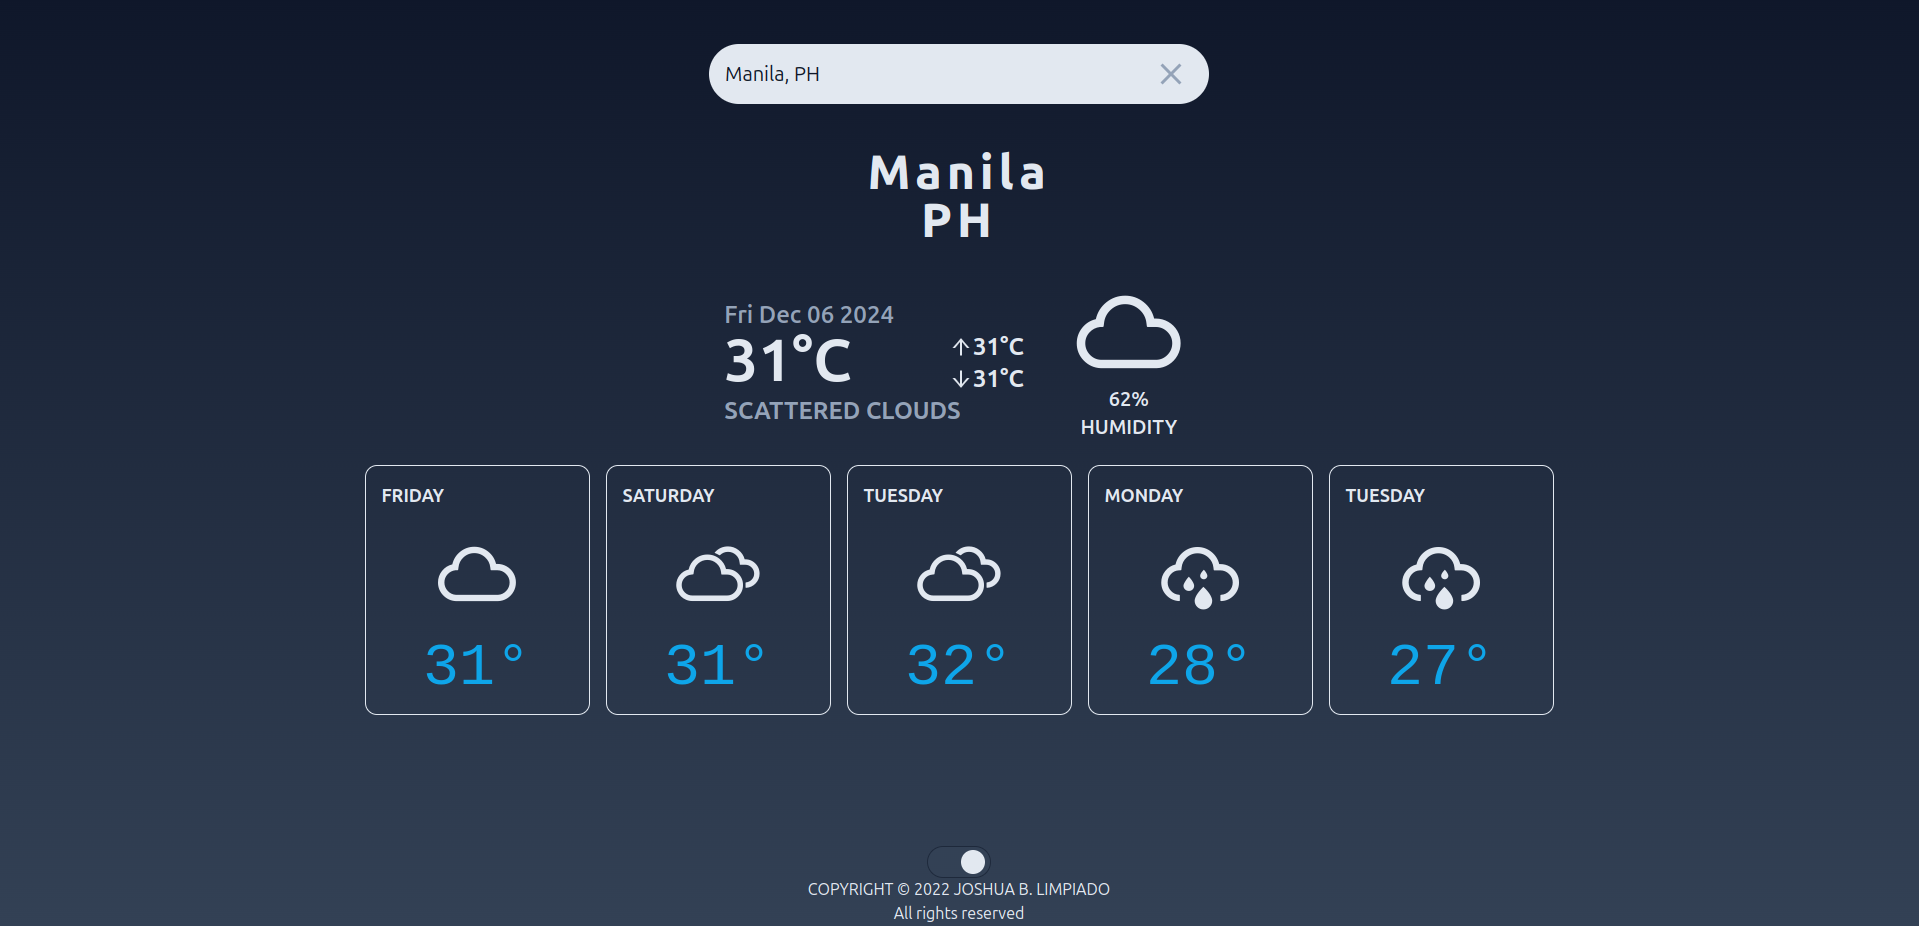 Manila, PH
Manila
PH
Fri Dec 06 2024
31°C
↑31°C
↓31°C
SCATTERED CLOUDS
62%
HUMIDITY
FRIDAY
31°
SATURDAY
31°
TUESDAY
32°
MONDAY
28°
TUESDAY
27°
COPYRIGHT © 2022 JOSHUA B. LIMPIADO
All rights reserved